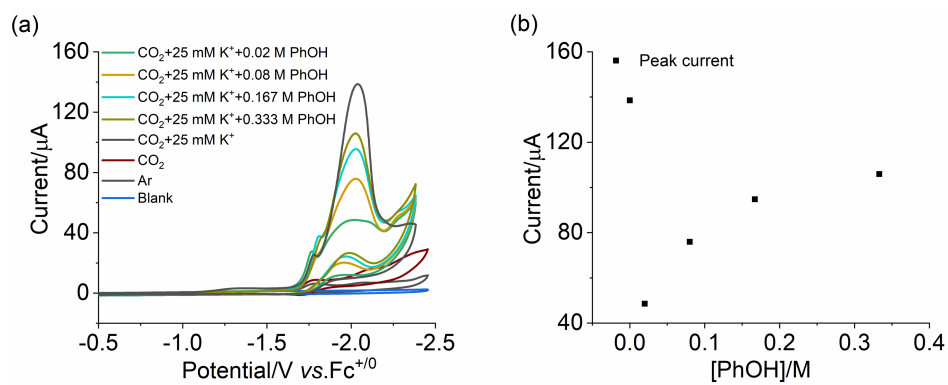 (a)
160
120
80
40
0
Current/μA
CO₂+25 mM K⁺+0.02 M PhOH
CO₂+25 mM K⁺+0.08 M PhOH
CO₂+25 mM K⁺+0.167 M PhOH
CO₂+25 mM K⁺+0.333 M PhOH
CO₂+25 mM K⁺
CO₂
Ar
Blank
-0.5 -1.0 -1.5 -2.0 -2.5
Potential/V vs.Fc⁺/⁰
(b)
160
120
80
40
Current/μA
Peak current
0.0 0.1 0.2 0.3 0.4
[PhOH]/M